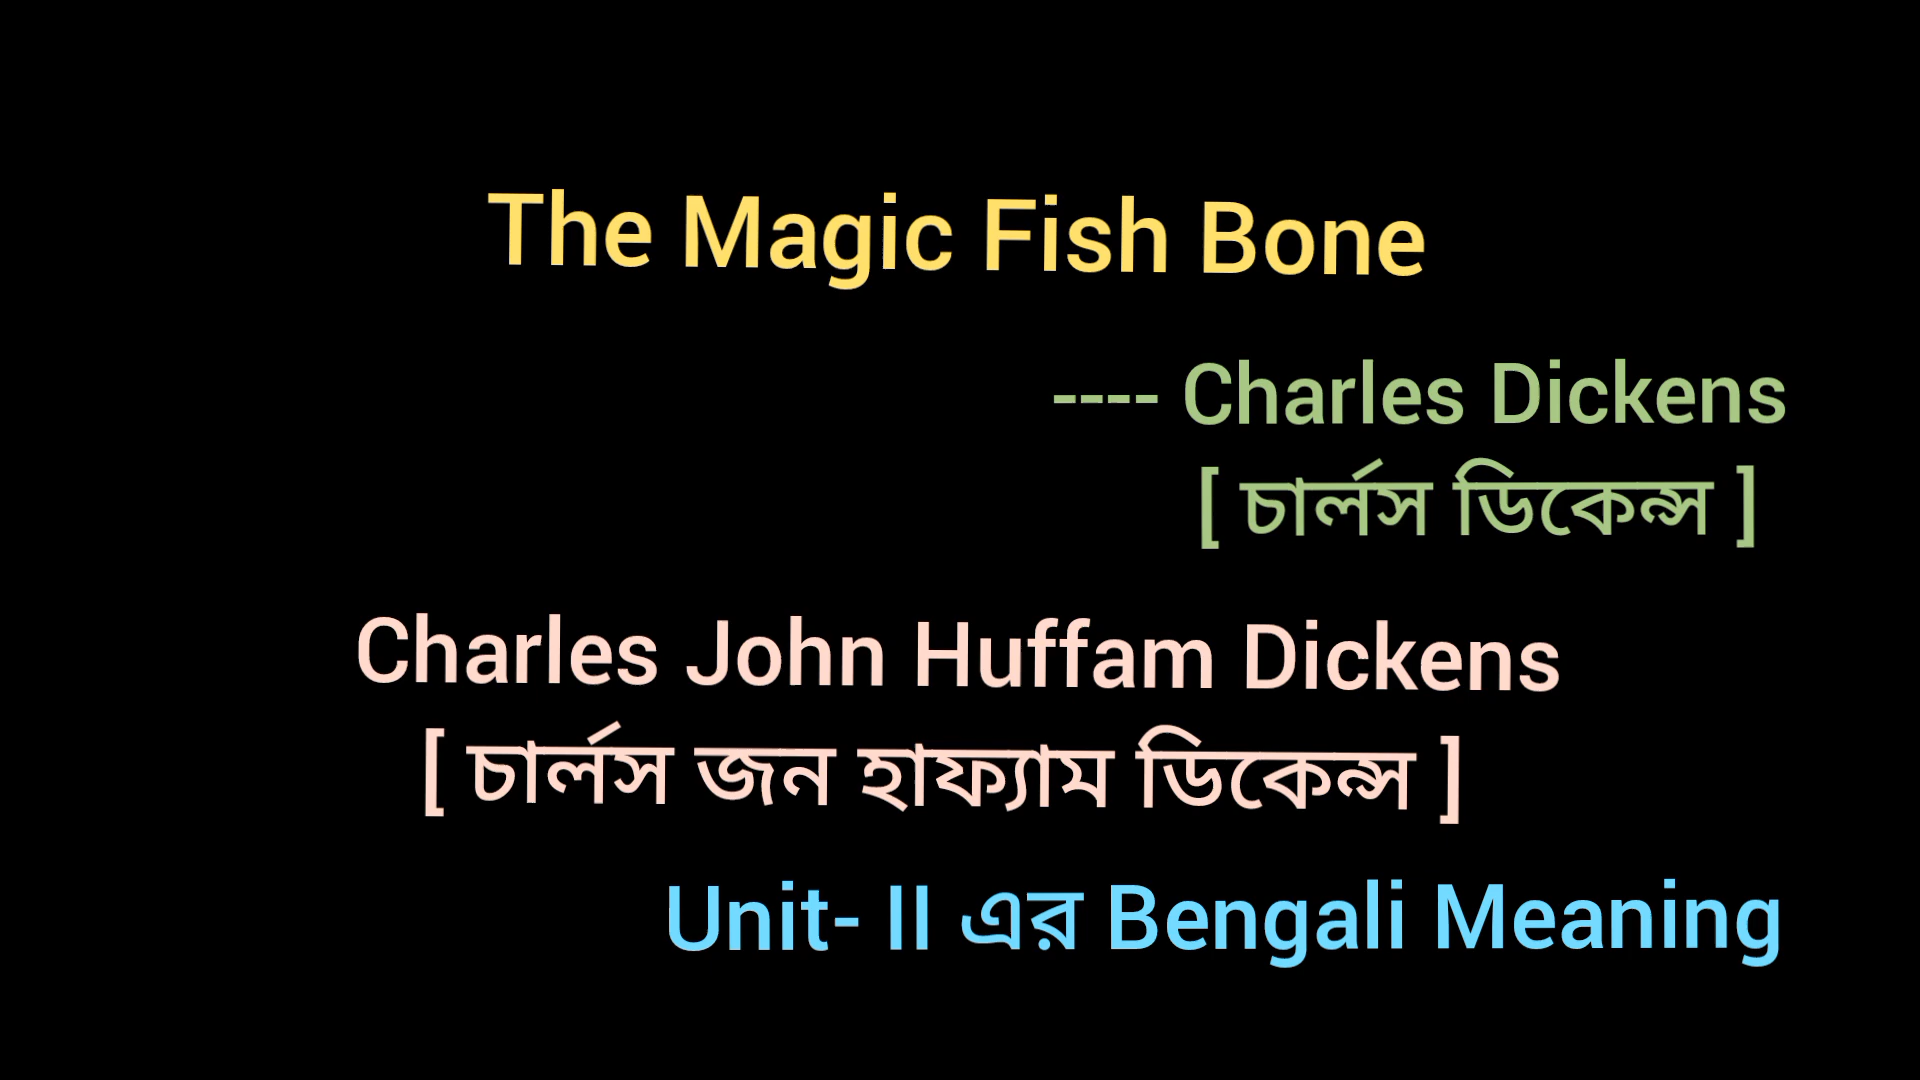 The Magic Fish Bone
---- Charles Dickens
[ চার্লস ডিকেন্স ]
Charles John Huffam Dickens
[ চার্লস জন হাফ্যাম ডিকেন্স ]
Unit- II এর Bengali Meaning